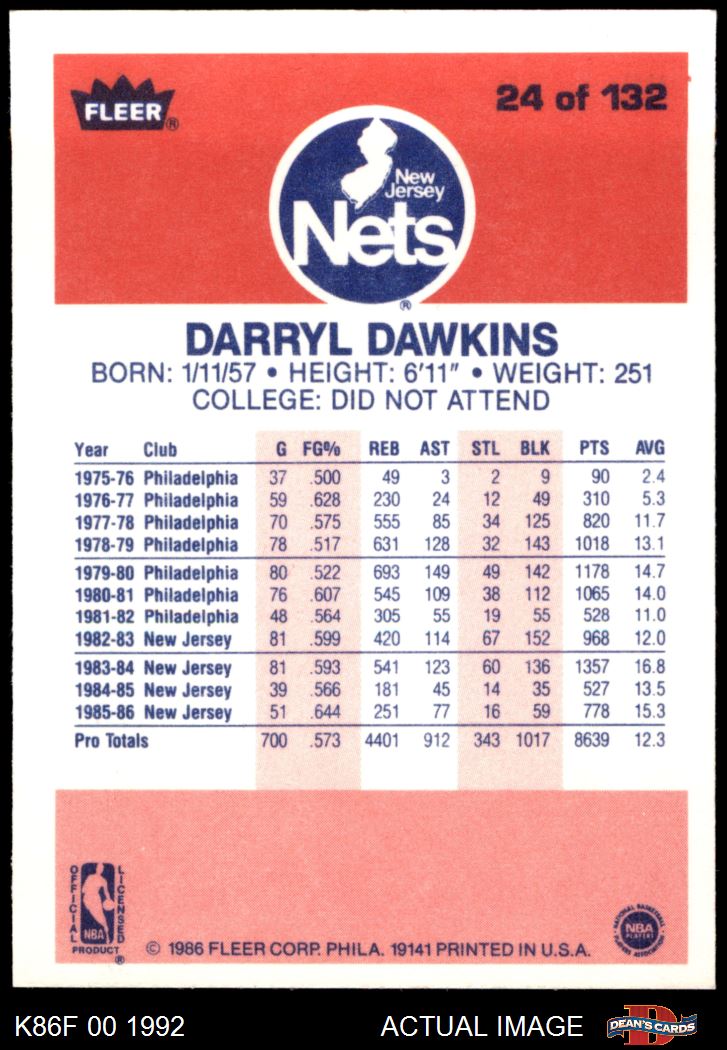 FLEER®
24 of 132
New
Jersey
Nets
®
DARRYL DAWKINS
BORN: 1/11/57 • HEIGHT: 6'11" • WEIGHT: 251
COLLEGE: DID NOT ATTEND
Year Club G FG% REB AST STL BLK PTS AVG
1975-76 Philadelphia 37 .500 49 3 2 9 90 2.4
1976-77 Philadelphia 59 .628 230 24 12 49 310 5.3
1977-78 Philadelphia 70 .575 555 85 34 125 820 11.7
1978-79 Philadelphia 78 .517 631 128 32 143 1018 13.1
1979-80 Philadelphia 80 .522 693 149 49 142 1178 14.7
1980-81 Philadelphia 76 .607 545 109 38 112 1065 14.0
1981-82 Philadelphia 48 .564 305 55 19 55 528 11.0
1982-83 New Jersey 81 .599 420 114 67 152 968 12.0
1983-84 New Jersey 81 .593 541 123 60 136 1357 16.8
1984-85 New Jersey 39 .566 181 45 14 35 527 13.5
1985-86 New Jersey 51 .644 251 77 16 59 778 15.3
Pro Totals 700 .573 4401 912 343 1017 8639 12.3
OFFICIAL
LICENSED
NBA
PRODUCT ®
© 1986 FLEER CORP. PHILA. 19141 PRINTED IN U.S.A.
NATIONAL BASKETBALL
NBA
PLAYERS
PLAYERS ASSOCIATION
K86F 00 1992
ACTUAL IMAGE
D
DEAN'S CARDS